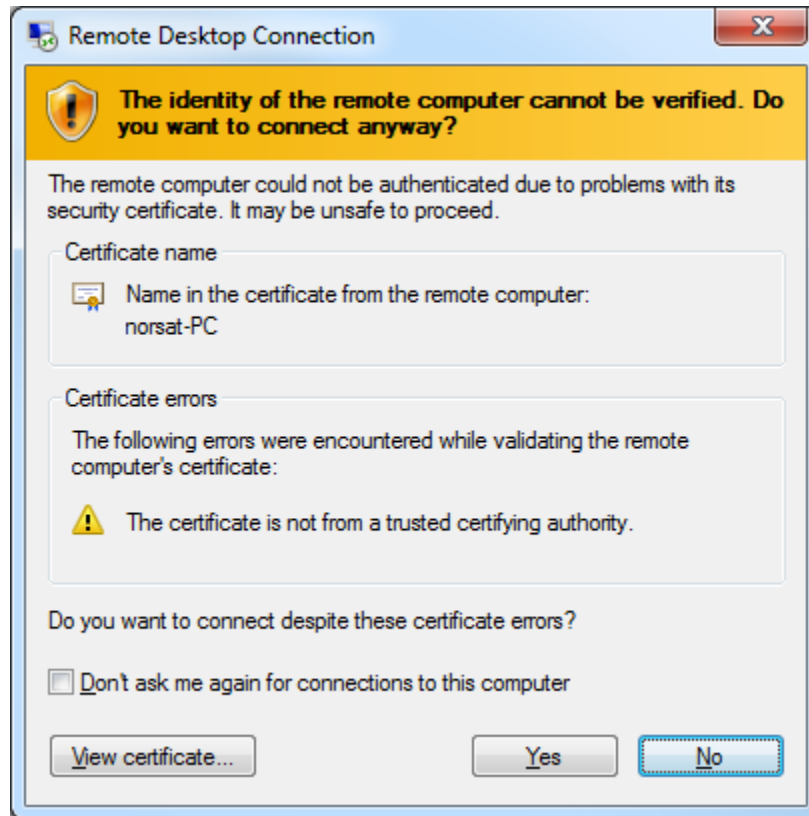 Remote Desktop Connection
The identity of the remote computer cannot be verified. Do
you want to connect anyway?
The remote computer could not be authenticated due to problems with its
security certificate. It may be unsafe to proceed.
Certificate name
Name in the certificate from the remote computer:
norsat-PC
Certificate errors
The following errors were encountered while validating the remote
computer's certificate:
The certificate is not from a trusted certifying authority.
Do you want to connect despite these certificate errors?
Don't ask me again for connections to this computer
View certificate... Yes No